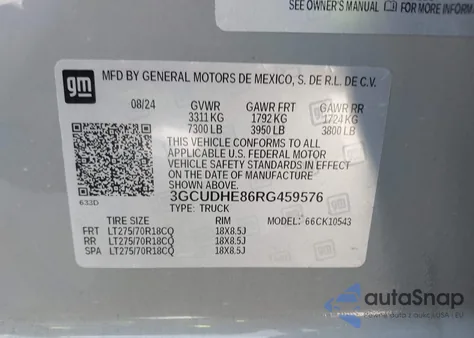 SEE OWNER'S MANUAL FOR MORE INFORM
gm
MFD BY GENERAL MOTORS DE MEXICO, S. DE R.L. DE C.V.
08/24 GVWR GAWR FRT GAWR RR
3311 KG 1792 KG 1724 KG
7300 LB 3950 LB 3800 LB
THIS VEHICLE CONFORMS TO ALL
APPLICABLE U.S. FEDERAL MOTOR
VEHICLE SAFETY STANDARDS IN EFFECT
ON THE DATE OF MANUFACTURE
SHOWN ABOVE.
633D 3GCUDHE86RG459576
TYPE: TRUCK
TIRE SIZE RIM MODEL: 66CK10543
FRT LT275/70R18CQ 18X8.5J
RR LT275/70R18CQ 18X8.5J
SPA LT275/70R18CQ 18X8.5J
autoSnap